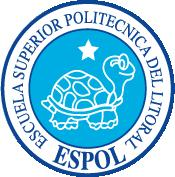 ESCUELA SUPERIOR POLITECNICA DEL LITORAL
ESPOL